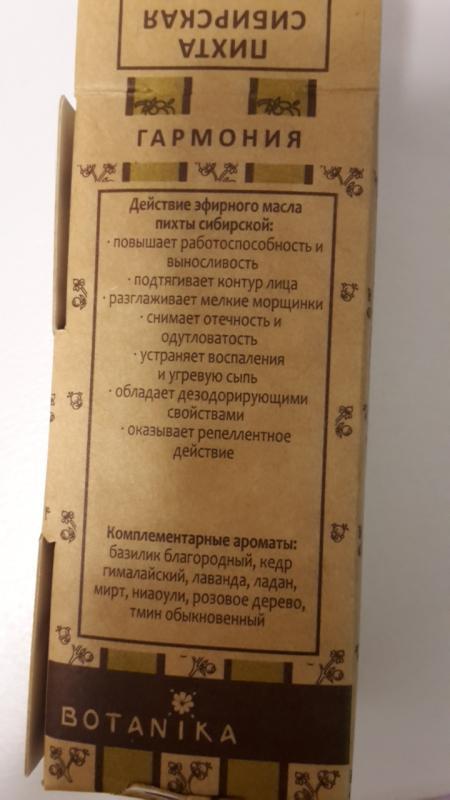 ПИХТА
СИБИРСКАЯ
ГАРМОНИЯ
Действие эфирного масла
пихты сибирской:
· повышает работоспособность и
выносливость
· подтягивает контур лица
· разглаживает мелкие морщинки
· снимает отечность и
одутловатость
· устраняет воспаления
и угревую сыпь
· обладает дезодорирующими
свойствами
· оказывает репеллентное
действие
Комплементарные ароматы:
базилик благородный, кедр
гималайский, лаванда, ладан,
мирт, ниаоули, розовое дерево,
тмин обыкновенный
BOTANIKA